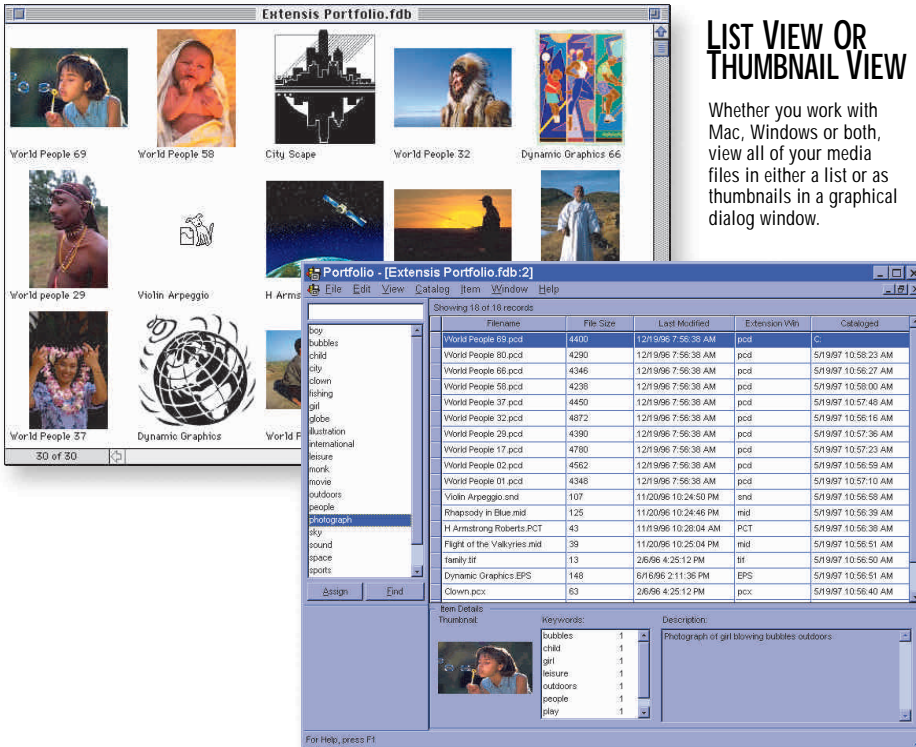 Extensis Portfolio.fdb
World People 69
World People 58
City Scape
World People 32
Dynamic Graphics 66
World people 29
Violin Arpeggio
H Arms
World People 37
Dynamic Graphics
World P
30 of 30
LIST VIEW OR
THUMBNAIL VIEW
Whether you work with
Mac, Windows or both,
view all of your media
files in either a list or as
thumbnails in a graphical
dialog window.
Portfolio - [Extensis Portfolio.fdb:2]
File Edit View Catalog Item Window Help
boy
bubbles
child
city
clown
fishing
girl
globe
illustration
international
leisure
monk
movie
outdoors
people
photograph
sky
sound
space
sports
Assign Find
Showing 18 of 18 records
Filename File Size Last Modified Extension Win Cataloged
World People 69.pcd 4400 12/19/96 7:56:38 AM pcd C:
World People 80.pcd 4290 12/19/96 7:56:38 AM pcd 5/19/97 10:58:23 AM
World People 66.pcd 4346 12/19/96 7:56:38 AM pcd 5/19/97 10:56:27 AM
World People 58.pcd 4238 12/19/96 7:56:38 AM pcd 5/19/97 10:58:00 AM
World People 37.pcd 4450 12/19/96 7:56:38 AM pcd 5/19/97 10:57:48 AM
World People 32.pcd 4872 12/19/96 7:56:38 AM pcd 5/19/97 10:56:16 AM
World People 29.pcd 4390 12/19/96 7:56:38 AM pcd 5/19/97 10:57:36 AM
World People 17.pcd 4780 12/19/96 7:56:38 AM pcd 5/19/97 10:57:23 AM
World People 02.pcd 4562 12/19/96 7:56:38 AM pcd 5/19/97 10:56:59 AM
World People 01.pcd 4348 12/19/96 7:56:38 AM pcd 5/19/97 10:57:10 AM
Violin Arpeggio.snd 107 11/20/96 10:24:50 PM snd 5/19/97 10:56:58 AM
Rhapsody in Blue.mid 125 11/20/96 10:24:46 PM mid 5/19/97 10:56:39 AM
H Armstrong Roberts.PCT 43 11/19/96 10:28:04 AM PCT 5/19/97 10:56:38 AM
Flight of the Valkyries.mid 39 11/20/96 10:25:04 PM mid 5/19/97 10:56:51 AM
family.tif 13 2/6/96 4:25:12 PM tif 5/19/97 10:56:50 AM
Dynamic Graphics.EPS 148 6/16/96 2:11:36 PM EPS 5/19/97 10:56:51 AM
Clown.pcx 63 2/6/96 4:25:12 PM pcx 5/19/97 10:56:40 AM
Item Details
Thumbnail: Keywords: Description:
bubbles 1
child 1
girl 1
leisure 1
outdoors 1
people 1
play 1
Photograph of girl blowing bubbles outdoors
For Help, press F1